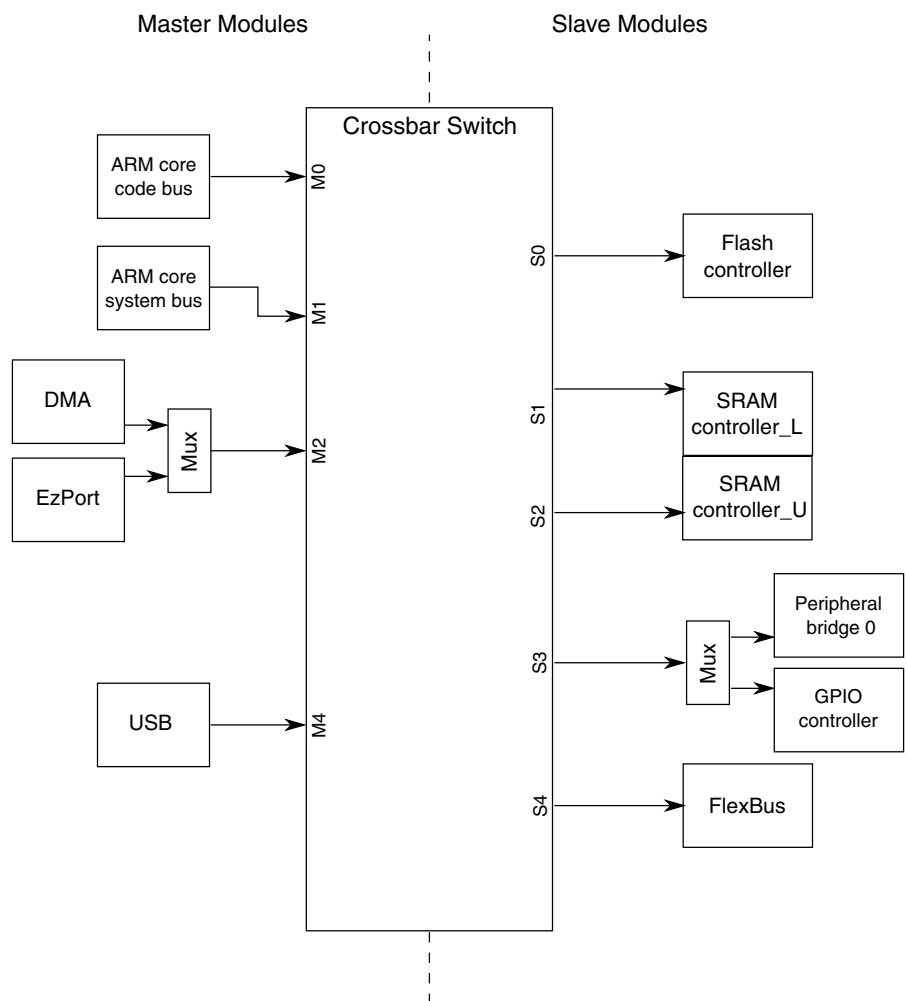 Master Modules
Slave Modules
Crossbar Switch
ARM core
code bus
M0
ARM core
system bus
M1
DMA
EzPort
Mux
M2
USB
M4
S0
Flash
controller
S1
SRAM
controller_L
S2
SRAM
controller_U
S3
Mux
Peripheral
bridge 0
GPIO
controller
S4
FlexBus